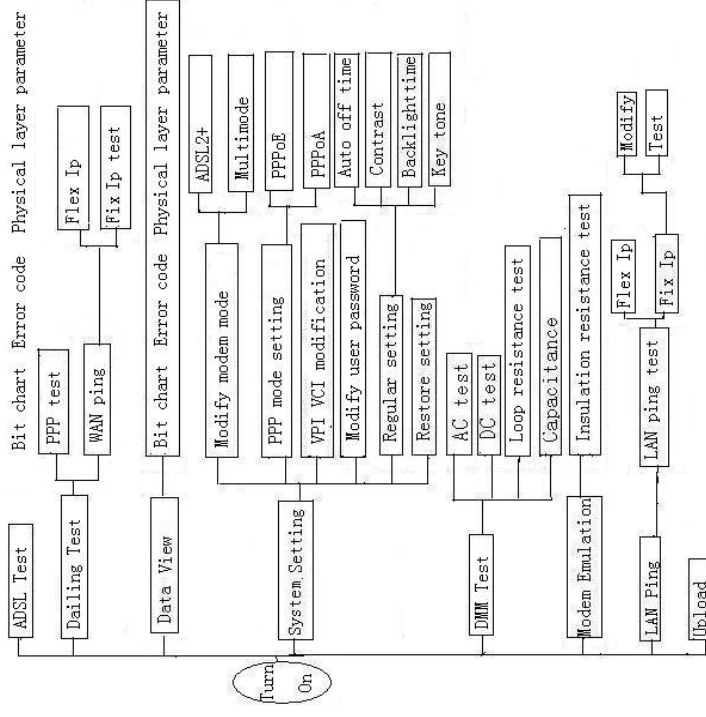 Turn
On
ADSL Test
Bit chart Error code Physical layer parameter
Dailing Test
PPP test
WAN ping
Flex Ip
Fix Ip test
Data View
Bit chart Error code Physical layer parameter
System Setting
Modify modem mode
ADSL2+
Multimode
PPP mode setting
PPPoE
PPPoA
VPI VCI modification
Modify user password
Regular setting
Auto off time
Contrast
Backlighttime
Key tone
Restore setting
DMM Test
AC test
DC test
Loop resistance test
Capacitance
Insulation resistance test
Modem Emulation
LAN Ping
LAN ping test
Flex Ip
Fix Ip
Modify
Test
Upload